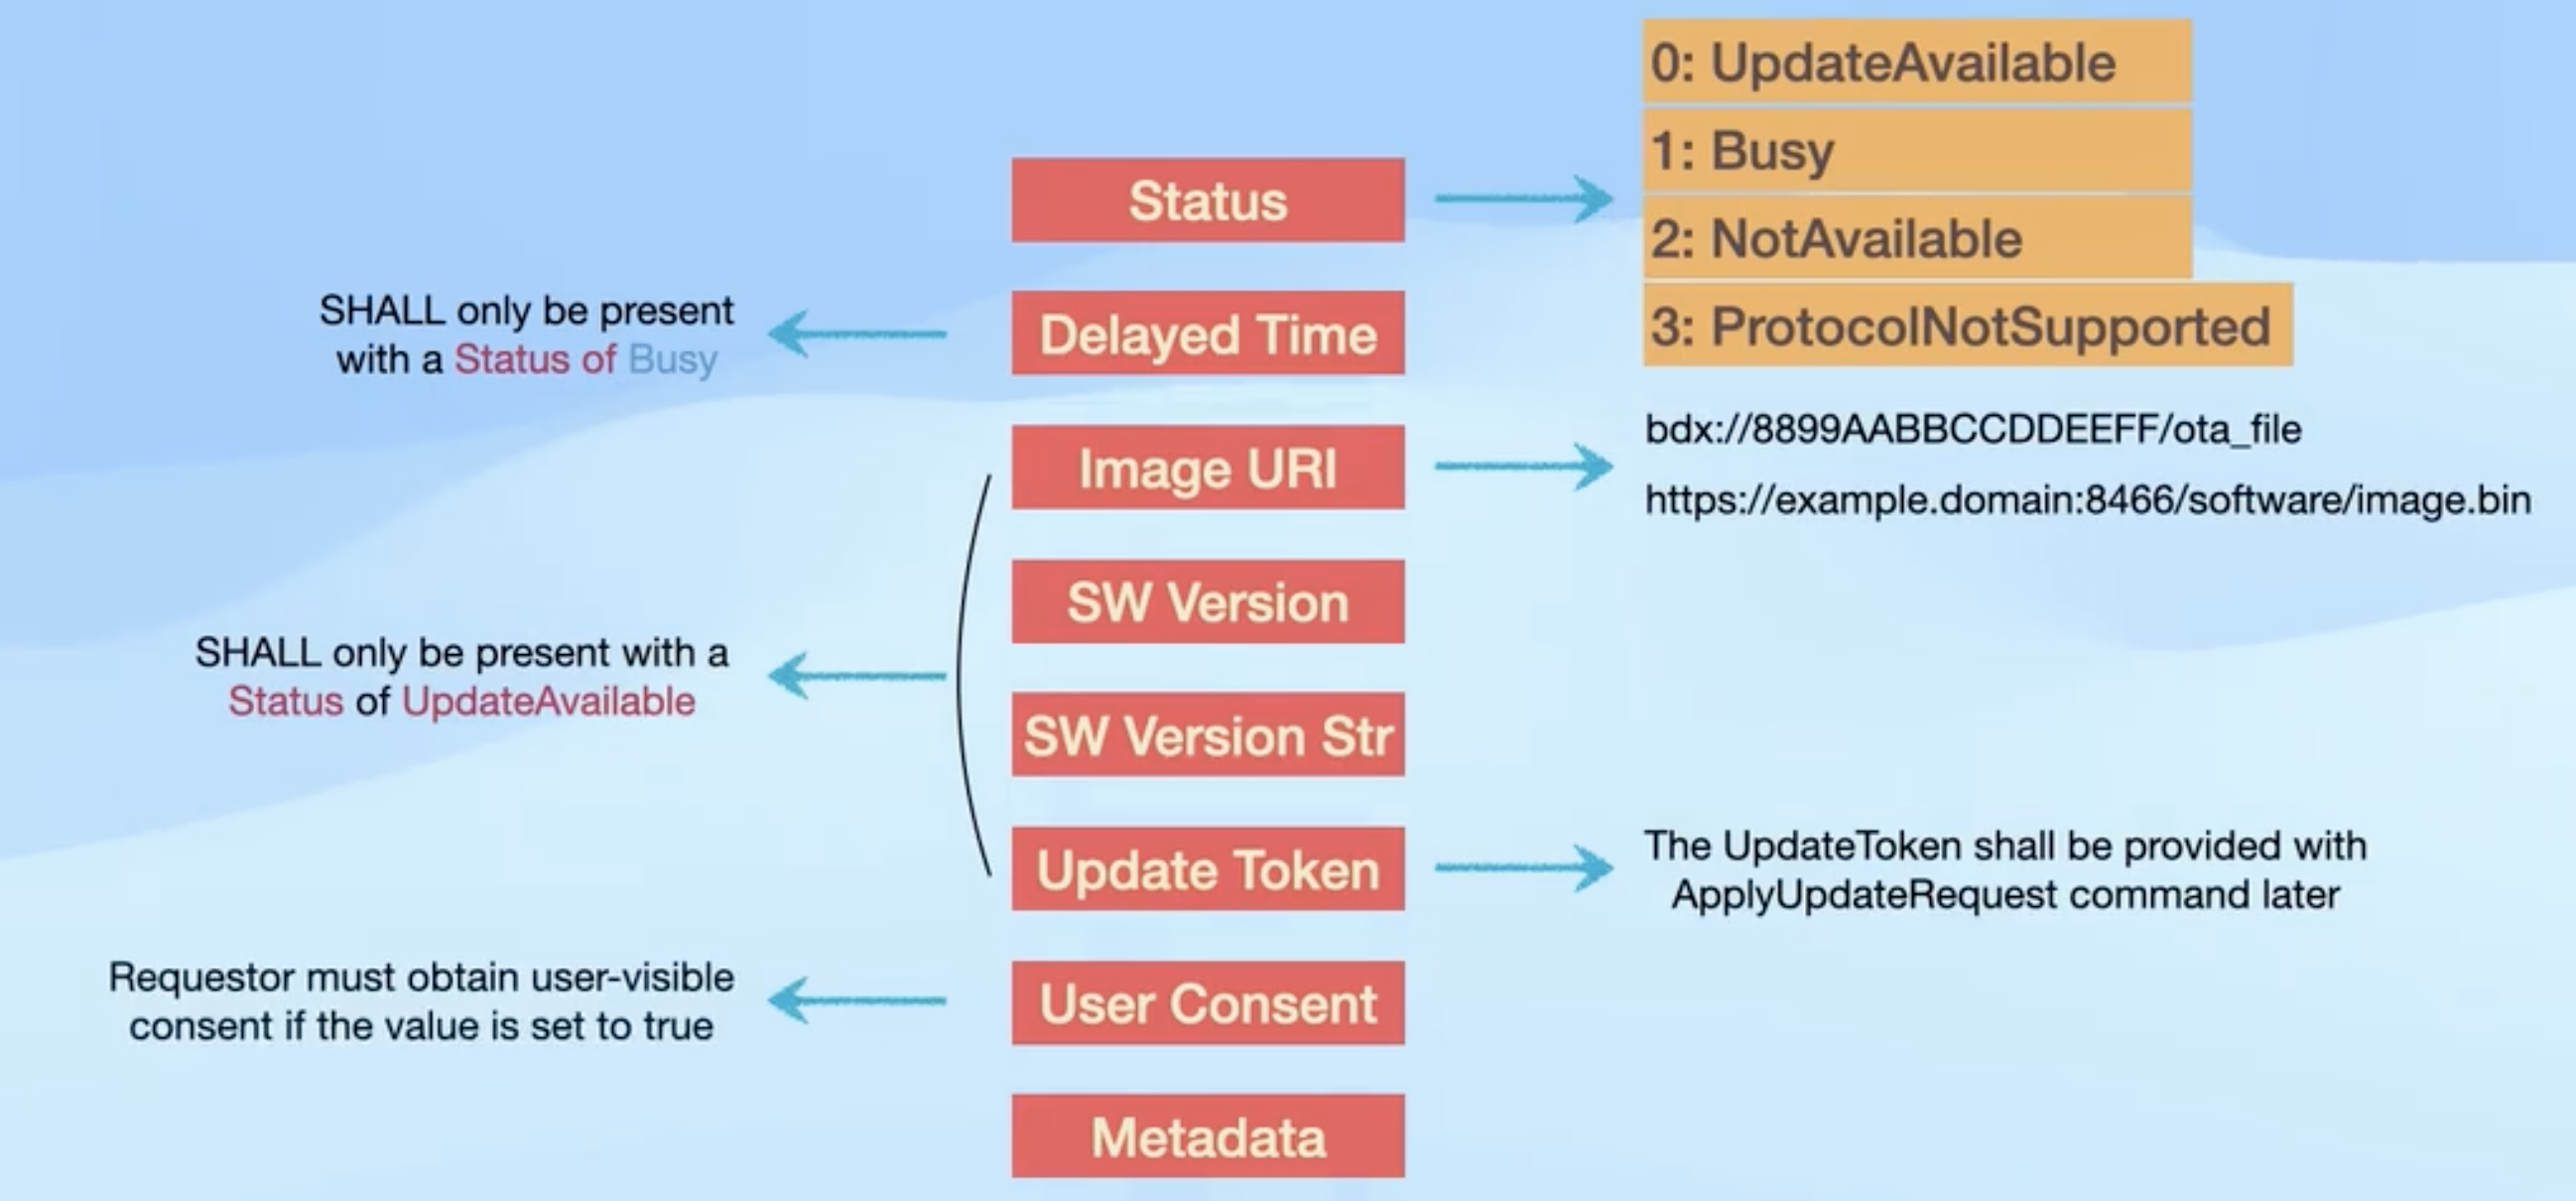 Status
0: UpdateAvailable
1: Busy
2: NotAvailable
3: ProtocolNotSupported
SHALL only be present
with a Status of Busy
Delayed Time
Image URI
bdx://8899AABBCCDDEEFF/ota_file
https://example.domain:8466/software/image.bin
SW Version
SHALL only be present with a
Status of UpdateAvailable
SW Version Str
Update Token
The UpdateToken shall be provided with
ApplyUpdateRequest command later
Requestor must obtain user-visible
consent if the value is set to true
User Consent
Metadata